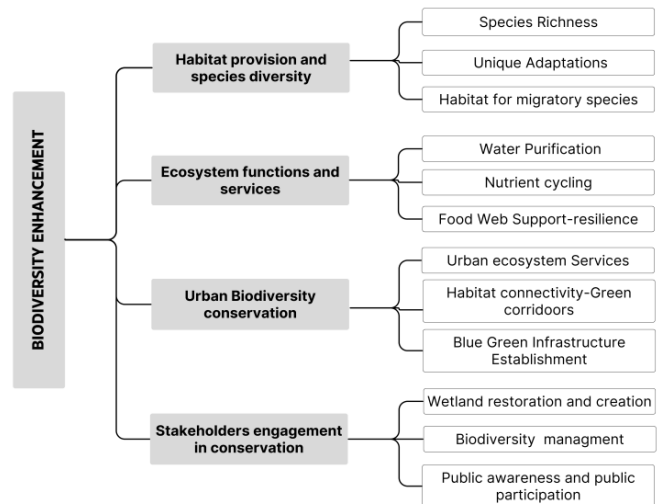 BIODIVERSITY ENHANCEMENT
Habitat provision and
species diversity
Species Richness
Unique Adaptations
Habitat for migratory species
Ecosystem functions and
services
Water Purification
Nutrient cycling
Food Web Support-resilience
Urban Biodiversity
conservation
Urban ecosystem Services
Habitat connectivity-Green
corridoors
Blue Green Infrastructure
Establishment
Stakeholders engagement
in conservation
Wetland restoration and creation
Biodiversity managment
Public awareness and public
participation